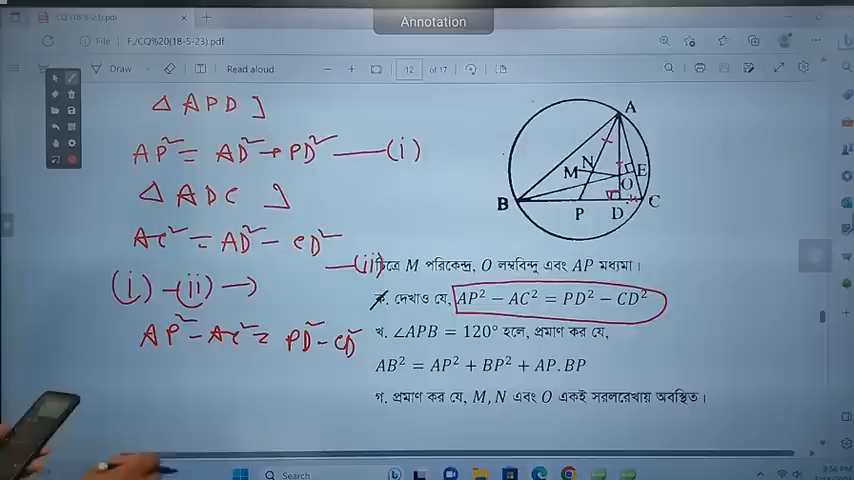 Annotation
CQ (18-5-23).pdf
File F:/CQ%20(18-5-23).pdf
Draw Read aloud 12 of 17
△ APD এ
AP² = AD² + PD² —— (i)
△ ADC এ
AC² = AD² - CD²
—(ii)
(i) - (ii) →
AP² - AC² = PD² - CD²
A
M N E
O
B P D C
চিত্রে M পরিকেন্দ্র, O লম্ববিন্দু এবং AP মধ্যমা।
ক. দেখাও যে, AP² − AC² = PD² − CD²
খ. ∠APB = 120° হলে, প্রমাণ কর যে,
AB² = AP² + BP² + AP.BP
গ. প্রমাণ কর যে, M, N এবং O একই সরলরেখায় অবস্থিত।
Search
8:56 PM